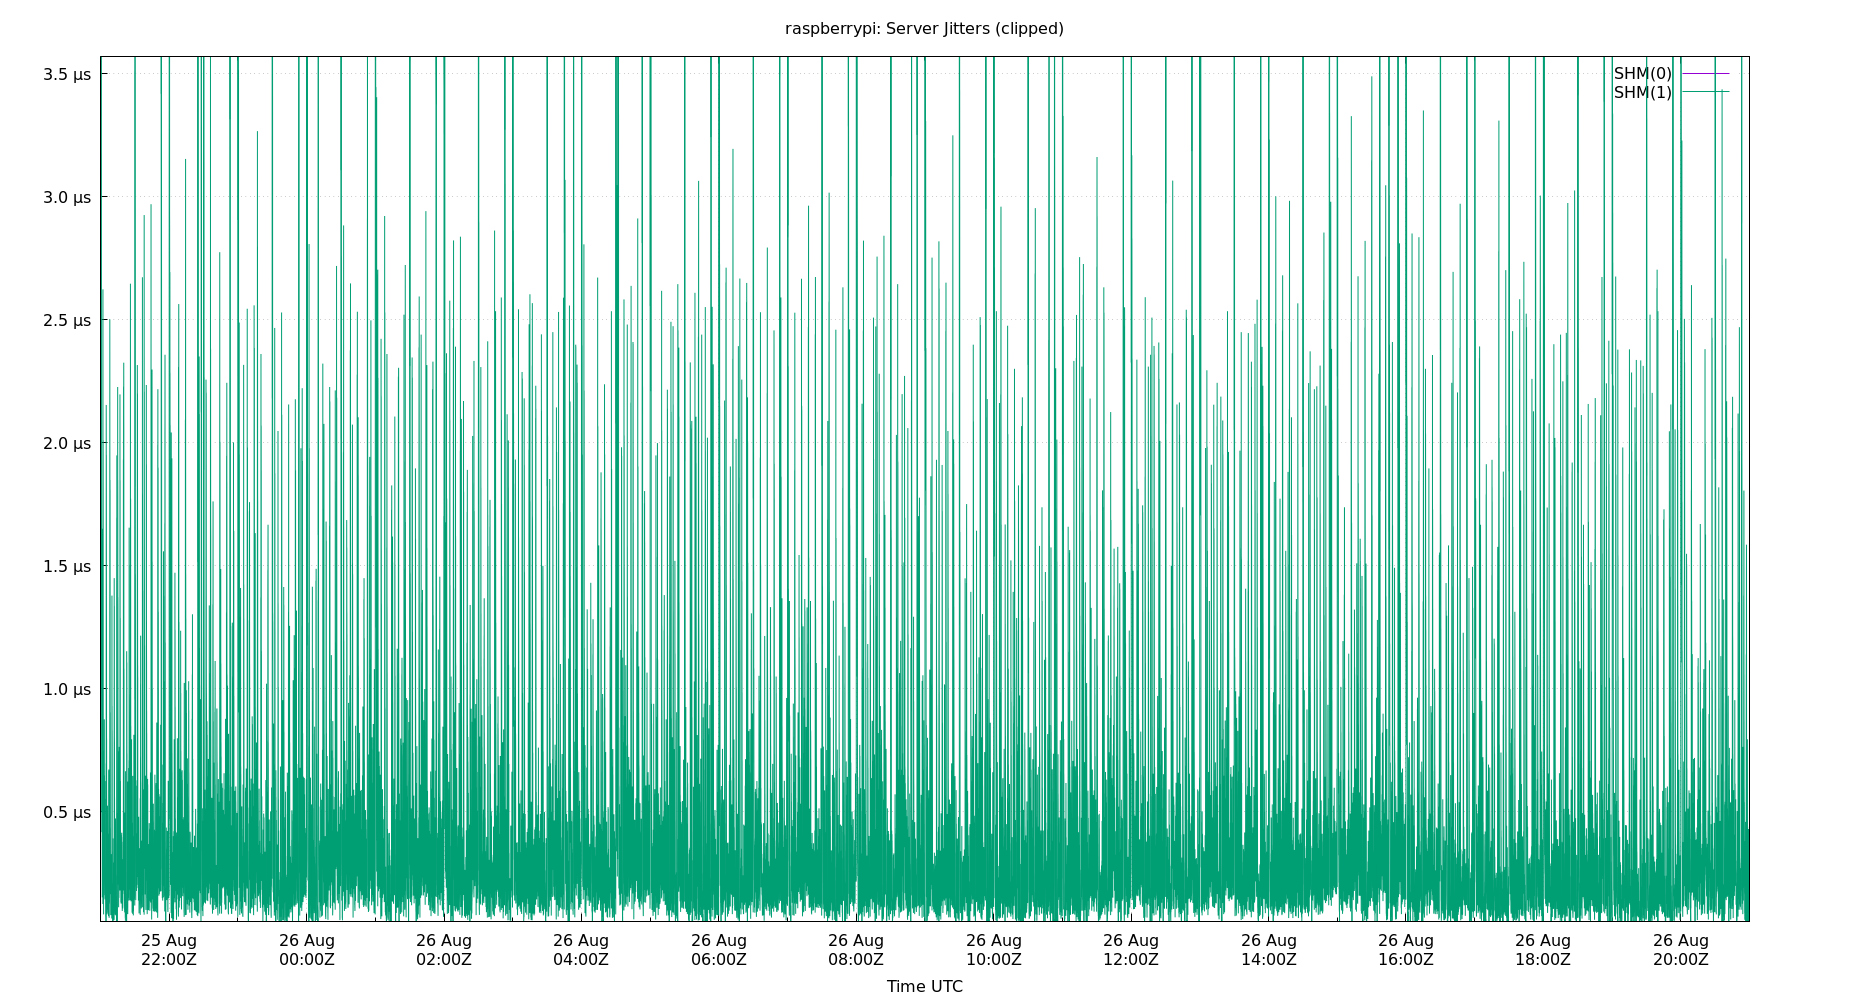 raspberrypi: Server Jitters (clipped)
SHM(0)
SHM(1)
3.5 µs
3.0 µs
2.5 µs
2.0 µs
1.5 µs
1.0 µs
0.5 µs
25 Aug 26 Aug 26 Aug 26 Aug 26 Aug 26 Aug 26 Aug 26 Aug 26 Aug 26 Aug 26 Aug 26 Aug
22:00Z 00:00Z 02:00Z 04:00Z 06:00Z 08:00Z 10:00Z 12:00Z 14:00Z 16:00Z 18:00Z 20:00Z
Time UTC